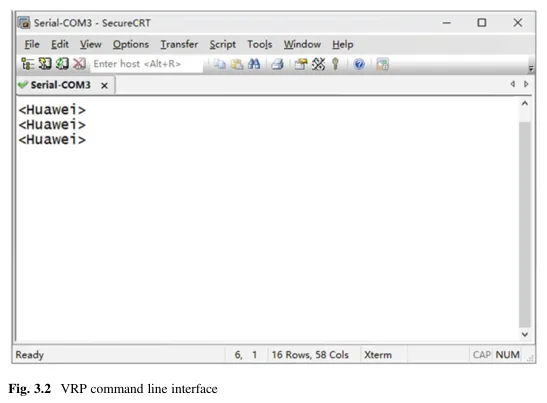 Serial-COM3 - SecureCRT
File Edit View Options Transfer Script Tools Window Help
Enter host <Alt+R>
Serial-COM3 x
<Huawei>
<Huawei>
<Huawei>
Ready 6, 1 16 Rows, 58 Cols Xterm CAP NUM
Fig. 3.2 VRP command line interface